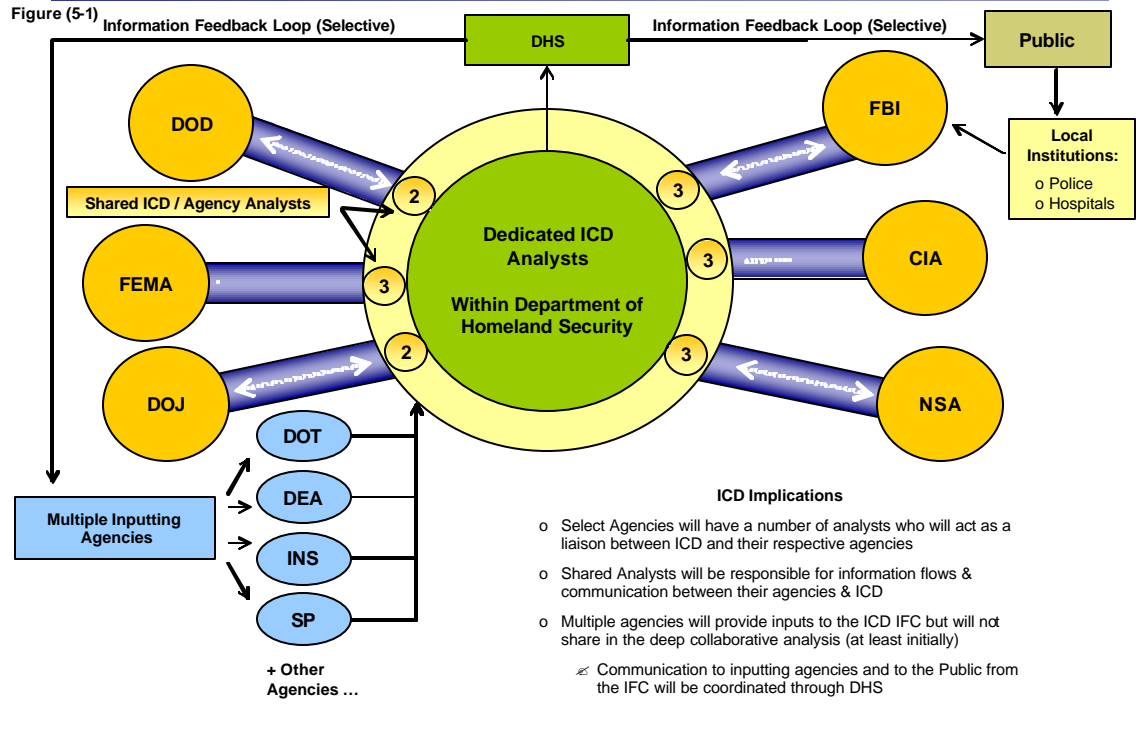 Figure (5-1)
Information Feedback Loop (Selective)
DHS
Information Feedback Loop (Selective)
Public
DOD
FBI
Local
Institutions:
o Police
o Hospitals
2
3
Shared ICD / Agency Analysts
Dedicated ICD
Analysts
Within Department of
Homeland Security
FEMA
3
3
CIA
DOJ
2
3
NSA
DOT
DEA
INS
SP
Multiple Inputting
Agencies
+ Other
Agencies ...
ICD Implications
o Select Agencies will have a number of analysts who will act as a
liaison between ICD and their respective agencies
o Shared Analysts will be responsible for information flows &
communication between their agencies & ICD
o Multiple agencies will provide inputs to the ICD IFC but will not
share in the deep collaborative analysis (at least initially)
Communication to inputting agencies and to the Public from
the IFC will be coordinated through DHS